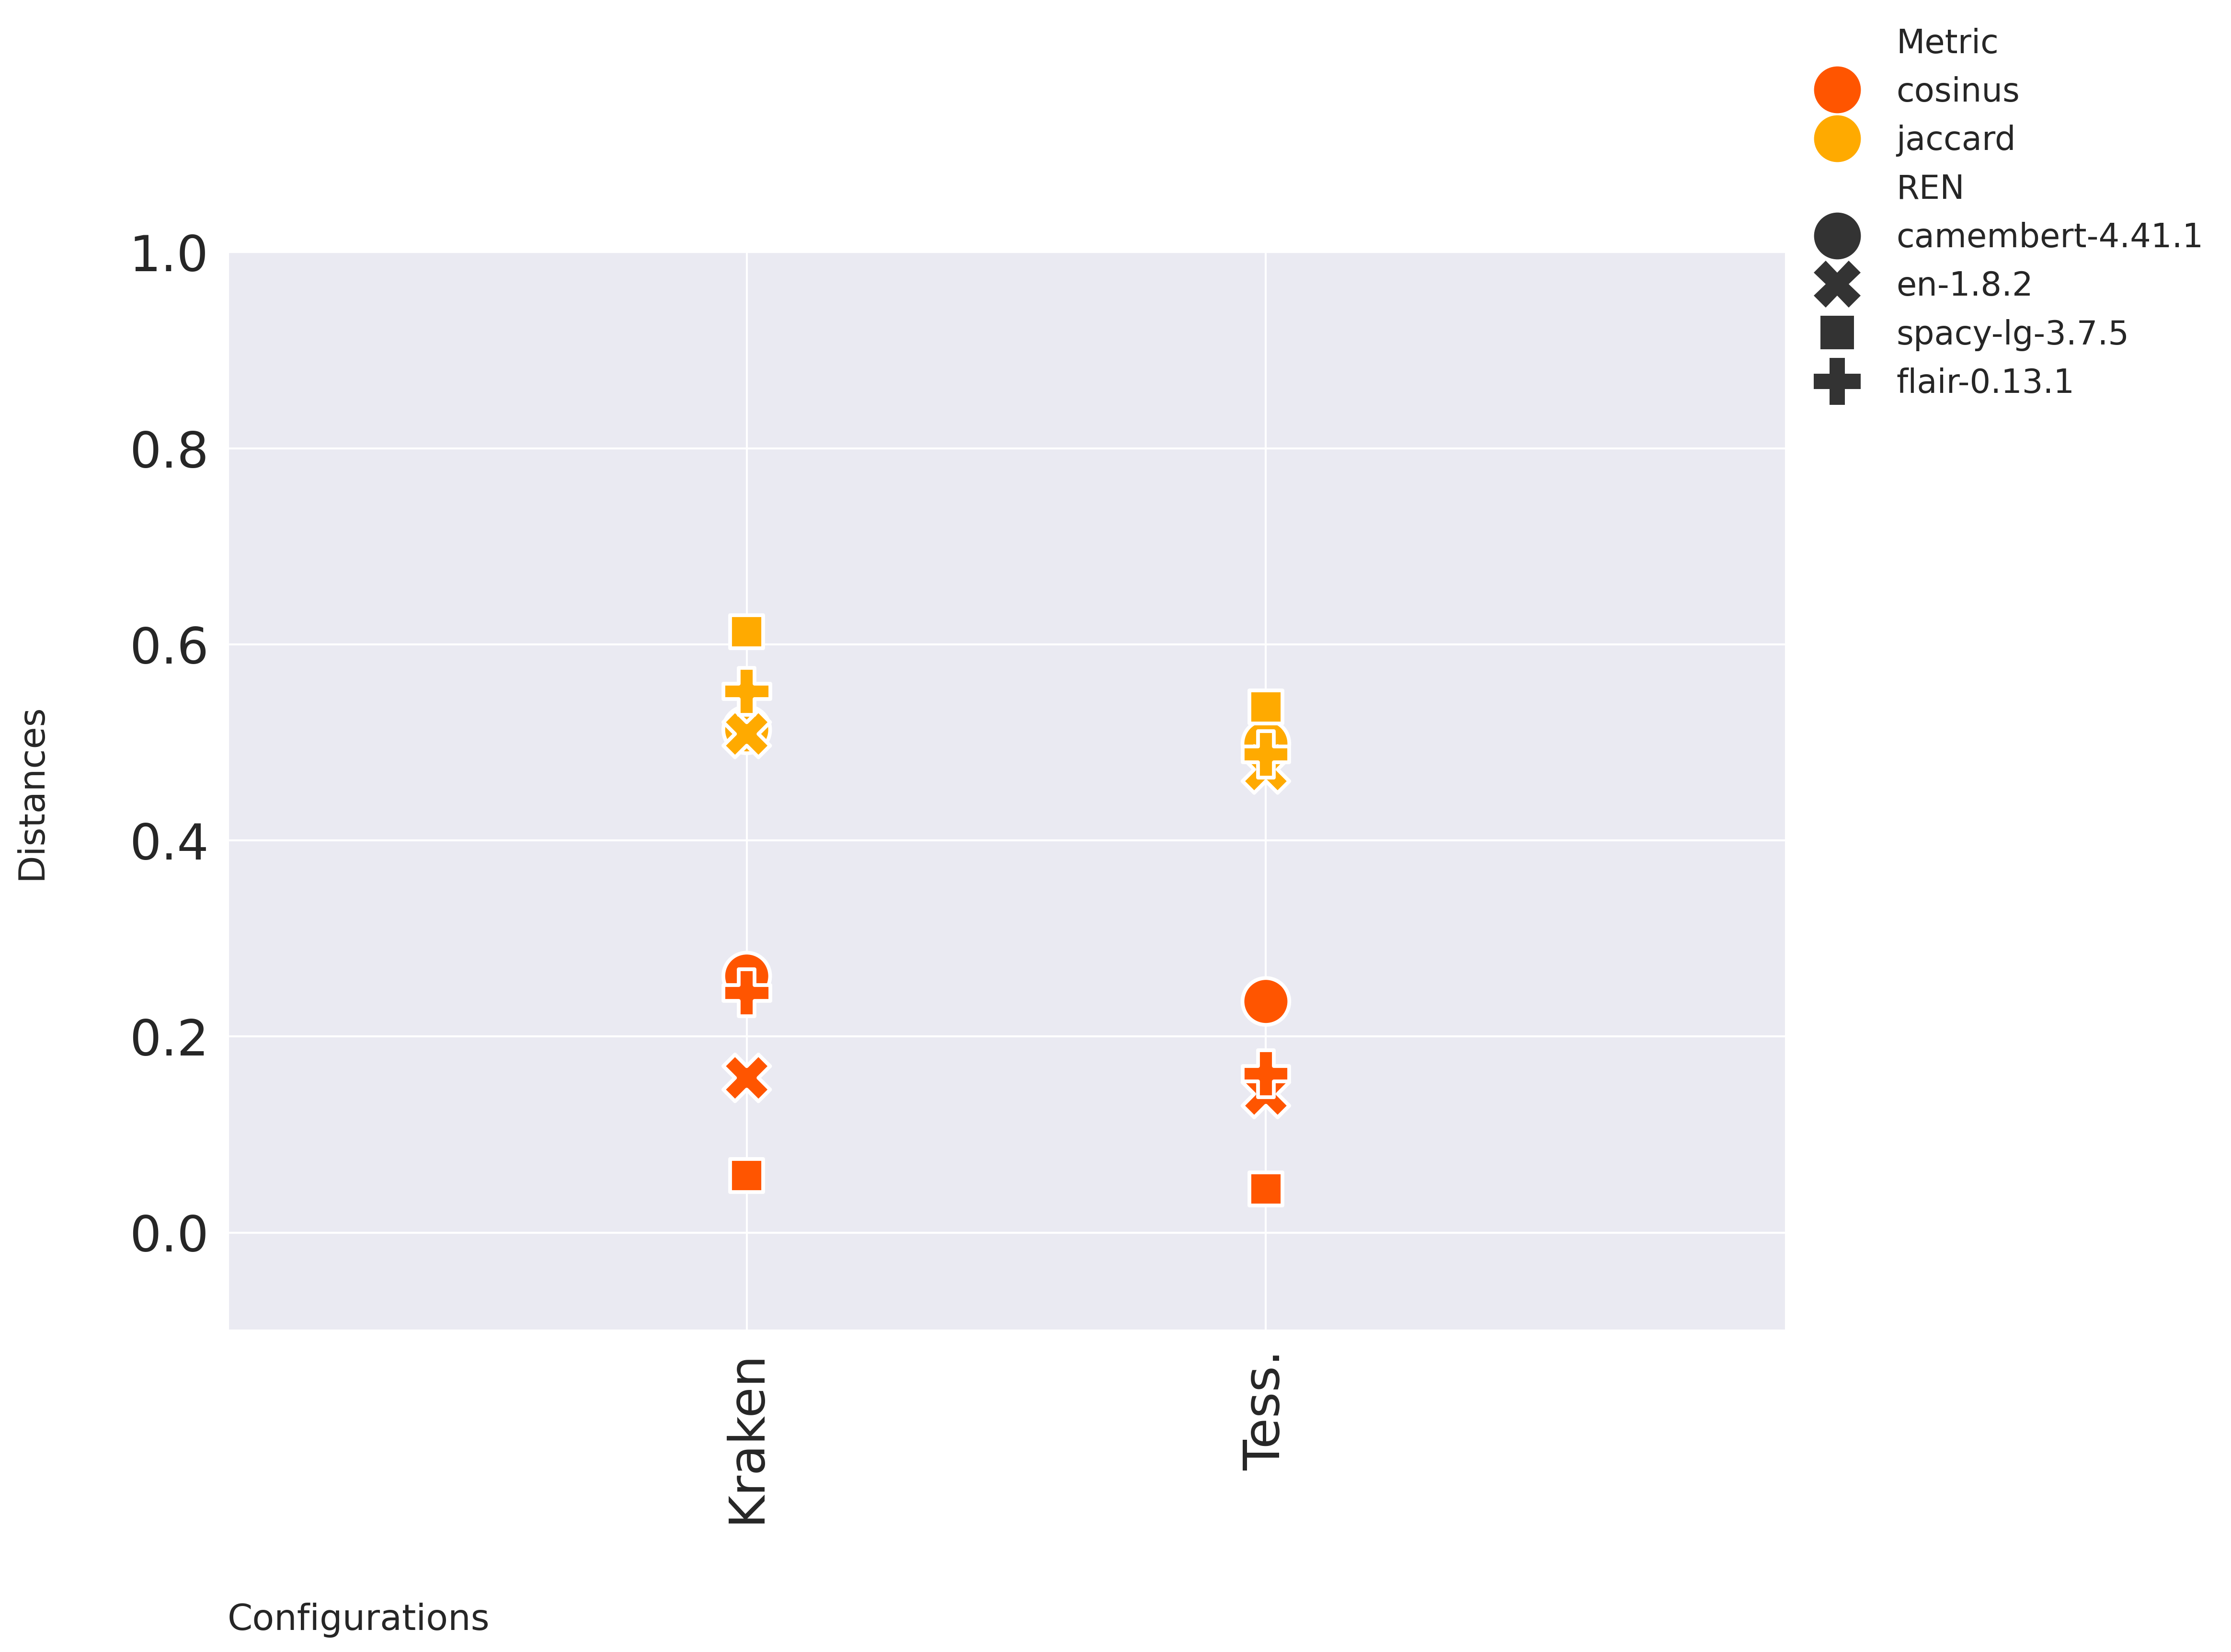 Metric
cosinus
jaccard
REN
camembert-4.41.1
en-1.8.2
spacy-lg-3.7.5
flair-0.13.1
1.0
0.8
0.6
0.4
0.2
0.0
Distances
Kraken
Tess.
Configurations